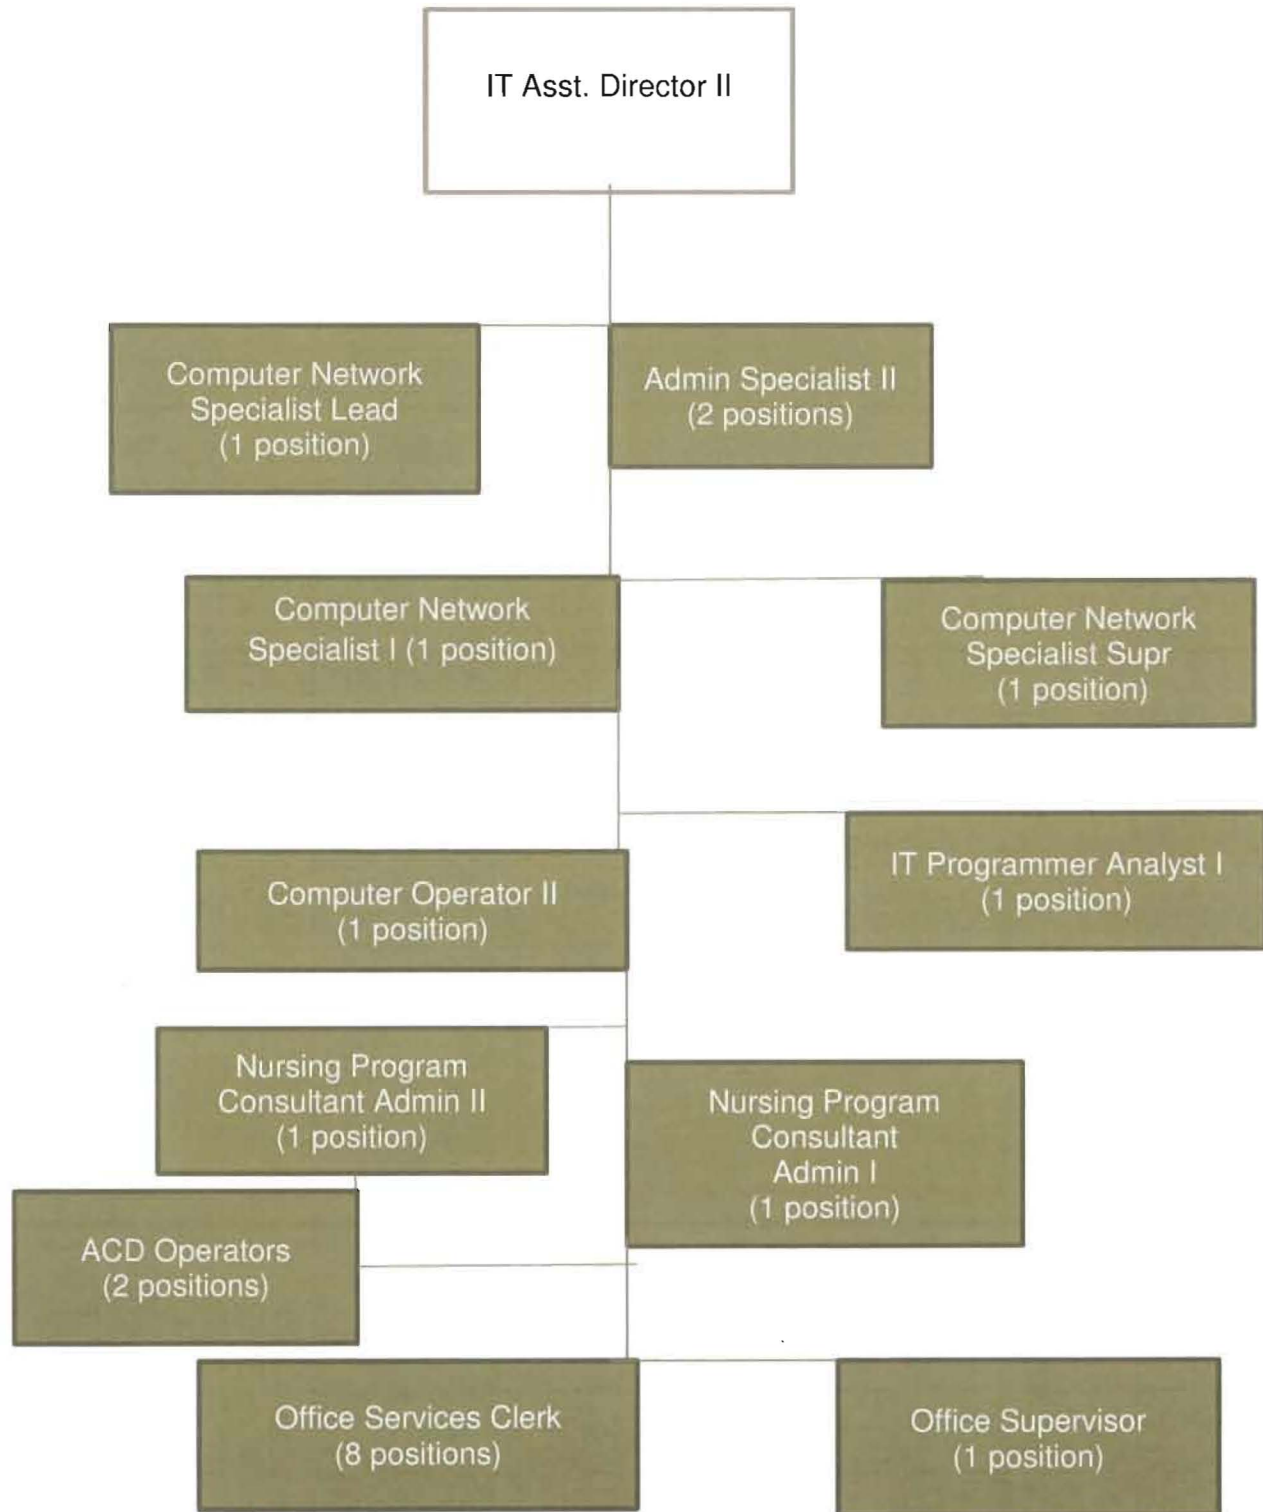 IT Asst. Director II
Computer Network
Specialist Lead
(1 position)
Admin Specialist II
(2 positions)
Computer Network
Specialist I (1 position)
Computer Network
Specialist Supr
(1 position)
IT Programmer Analyst I
(1 position)
Computer Operator II
(1 position)
Nursing Program
Consultant Admin II
(1 position)
Nursing Program
Consultant
Admin I
(1 position)
ACD Operators
(2 positions)
Office Services Clerk
(8 positions)
Office Supervisor
(1 position)